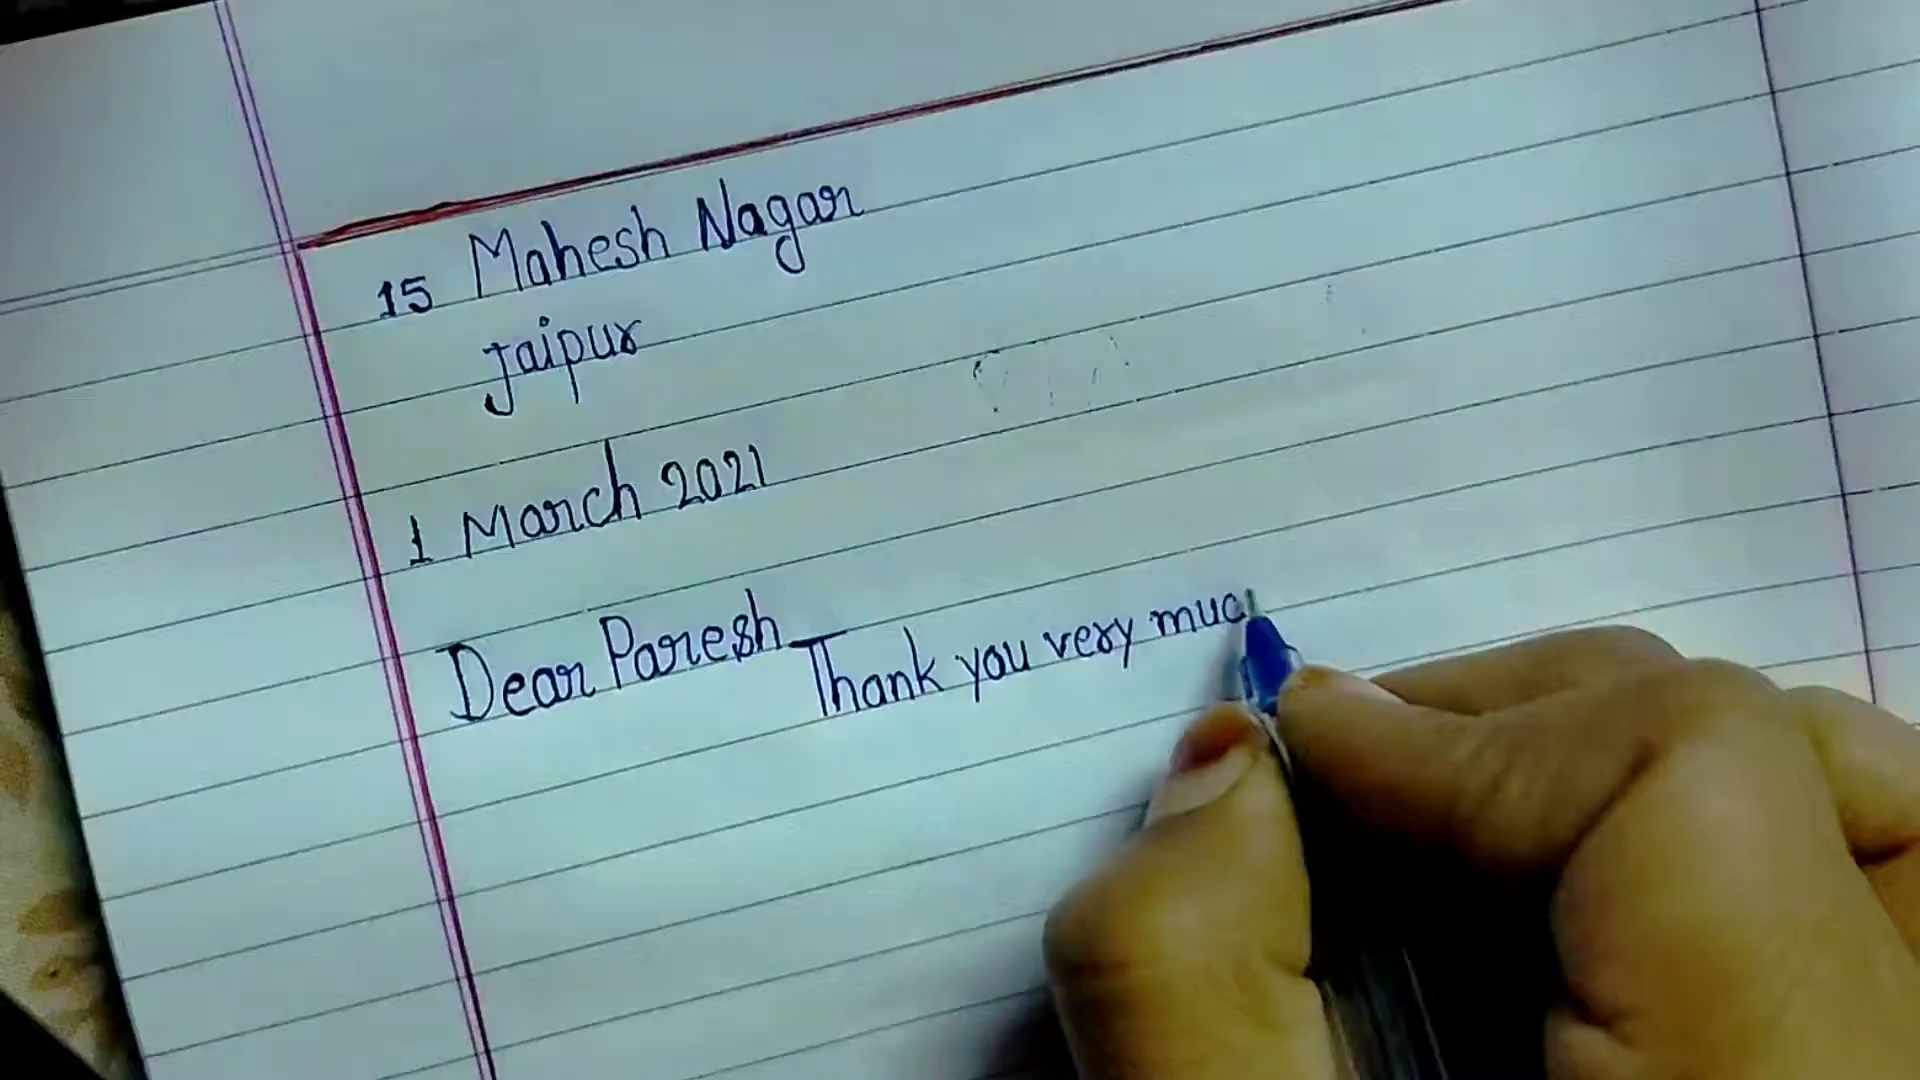 15 Mahesh Nagar
Jaipur
1 March 2021
Dear Paresh
Thank you very muc